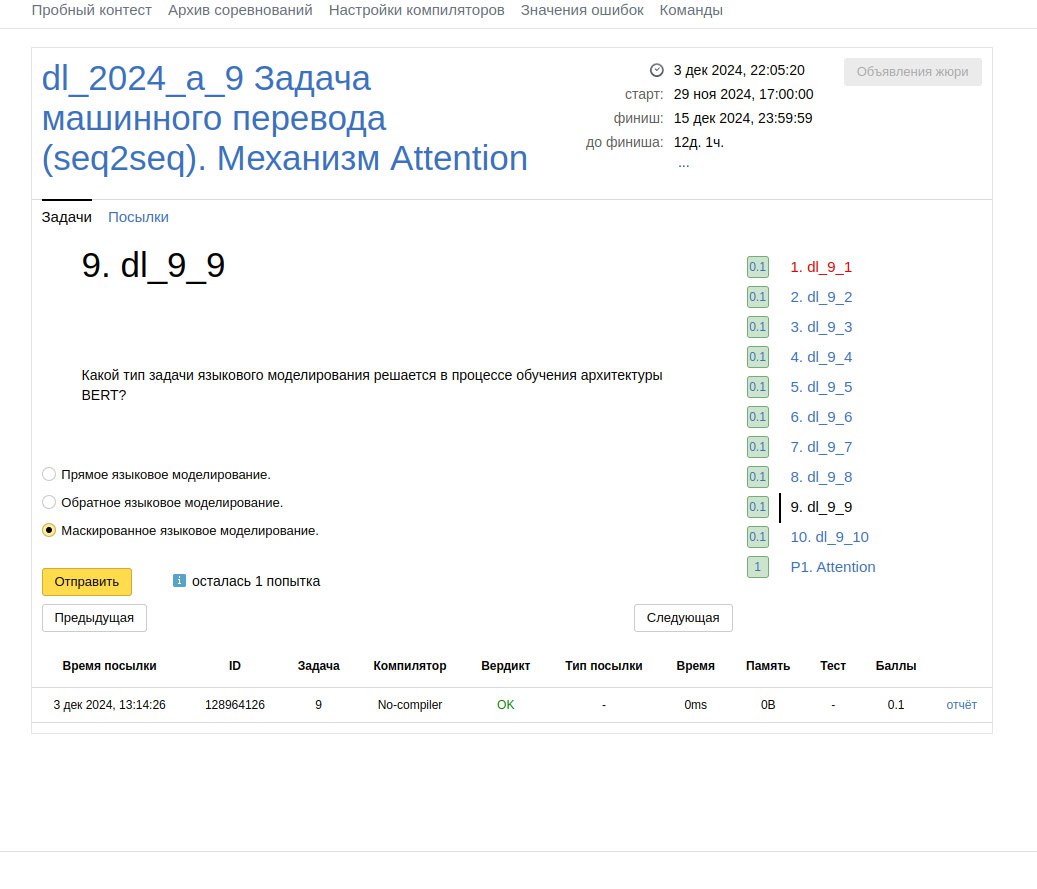 Пробный контест Архив соревнований Настройки компиляторов Значения ошибок Команды
dl_2024_a_9 Задача
машинного перевода
(seq2seq). Механизм Attention
3 дек 2024, 22:05:20
старт: 29 ноя 2024, 17:00:00
финиш: 15 дек 2024, 23:59:59
до финиша: 12д. 1ч.
...
Объявления жюри
Задачи Посылки
9. dl_9_9
Какой тип задачи языкового моделирования решается в процессе обучения архитектуры
BERT?
Прямое языковое моделирование.
Обратное языковое моделирование.
Маскированное языковое моделирование.
Отправить осталась 1 попытка
Предыдущая Следующая
0.1 1. dl_9_1
0.1 2. dl_9_2
0.1 3. dl_9_3
0.1 4. dl_9_4
0.1 5. dl_9_5
0.1 6. dl_9_6
0.1 7. dl_9_7
0.1 8. dl_9_8
0.1 9. dl_9_9
0.1 10. dl_9_10
1 P1. Attention
Время посылки ID Задача Компилятор Вердикт Тип посылки Время Память Тест Баллы
3 дек 2024, 13:14:26 128964126 9 No-compiler OK - 0ms 0B - 0.1 отчёт